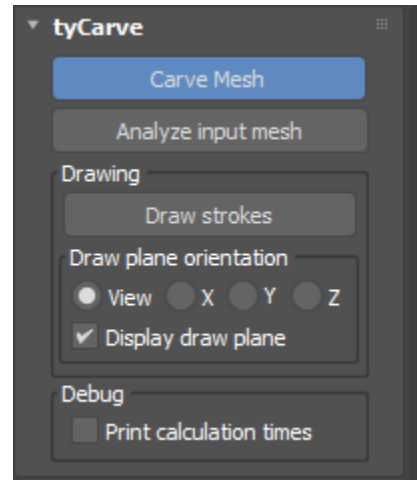 tyCarve
Carve Mesh
Analyze input mesh
Drawing
Draw strokes
Draw plane orientation
View X Y Z
Display draw plane
Debug
Print calculation times